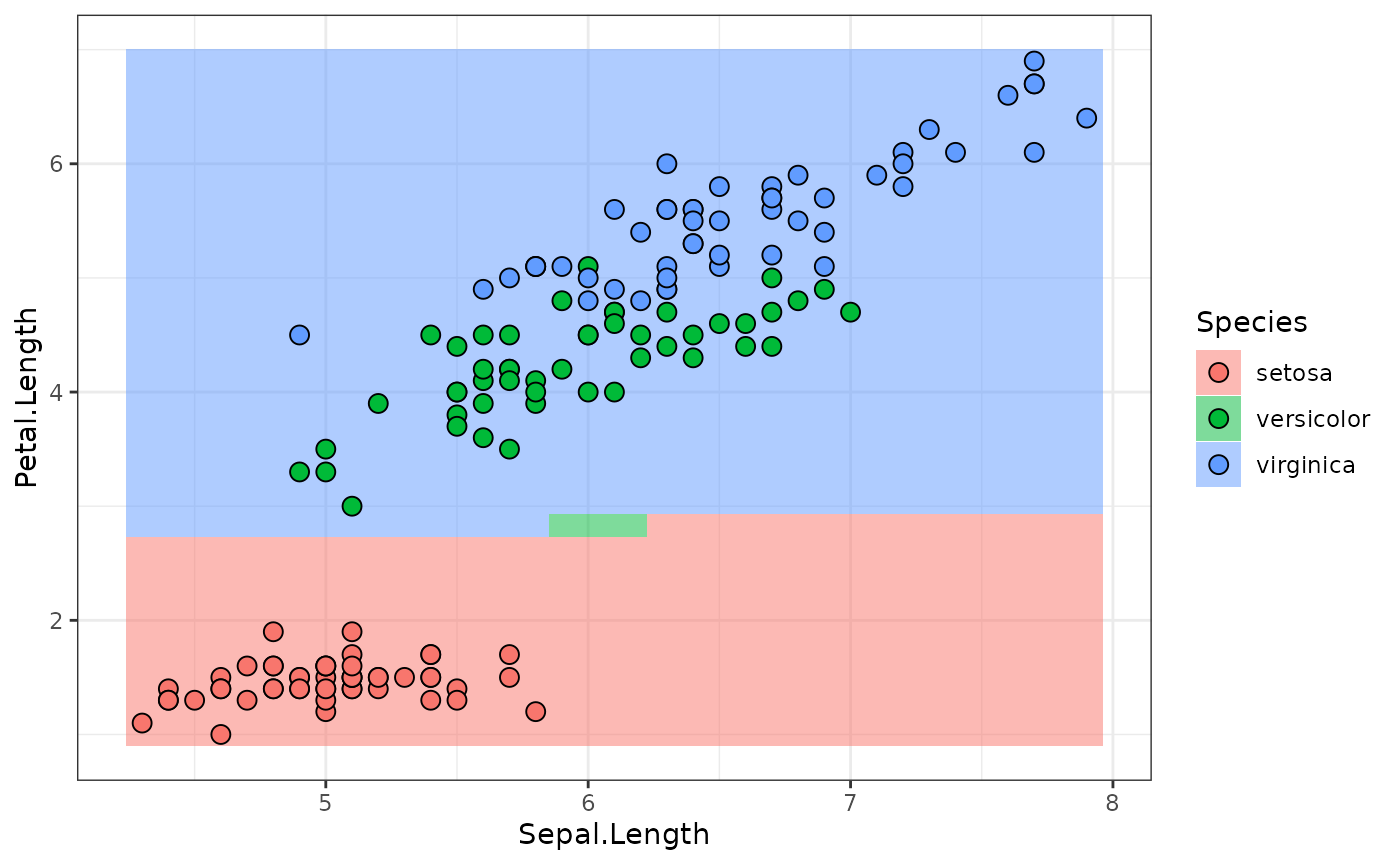 6
4
2
Petal.Length
5 6 7 8
Sepal.Length
Species
setosa
versicolor
virginica